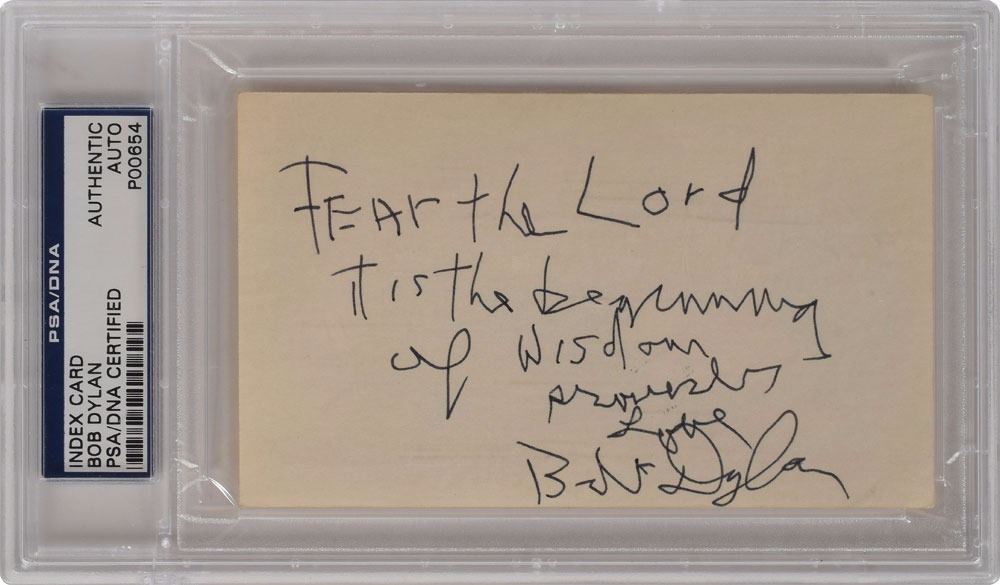 PSA/DNA
INDEX CARD
BOB DYLAN
PSA/DNA CERTIFIED
AUTHENTIC
AUTO
P00654
FEAr the Lord
IT is the beginning
of Wisdom
proverbs
Love
Bob Dylan